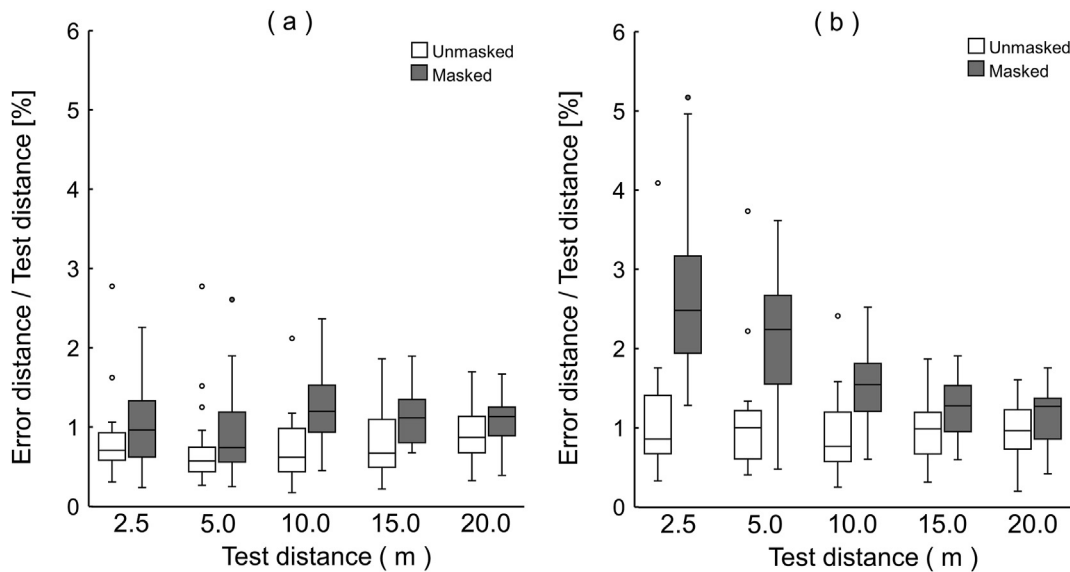 ( a )
Error distance / Test distance [%]
6
5
4
3
2
1
0
Unmasked
Masked
2.5 5.0 10.0 15.0 20.0
Test distance ( m )
( b )
Error distance / Test distance [%]
6
5
4
3
2
1
0
Unmasked
Masked
2.5 5.0 10.0 15.0 20.0
Test distance ( m )